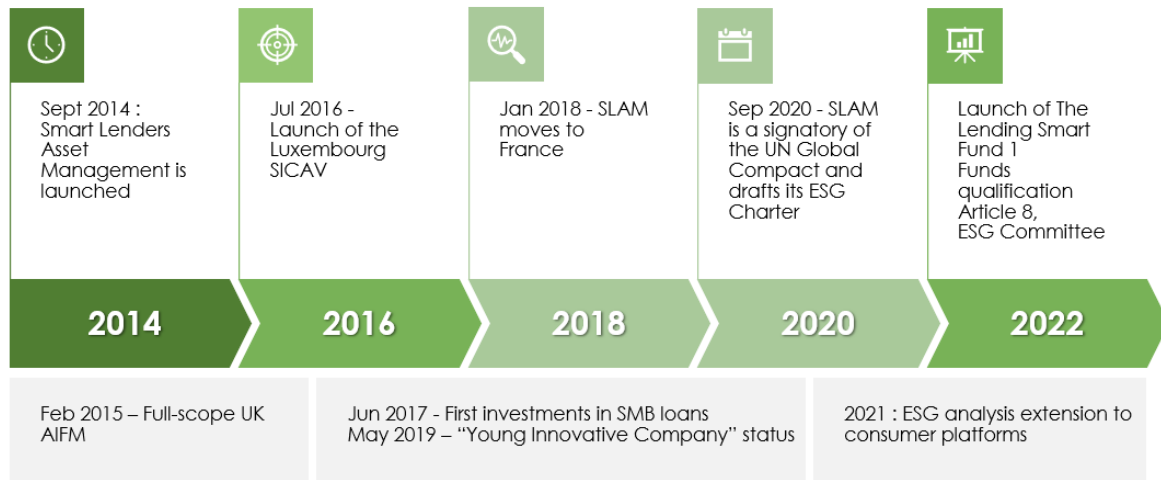 Sept 2014 :
Smart Lenders
Asset
Management is
launched
Jul 2016 -
Launch of the
Luxembourg
SICAV
Jan 2018 - SLAM
moves to
France
Sep 2020 - SLAM
is a signatory of
the UN Global
Compact and
drafts its ESG
Charter
Launch of The
Lending Smart
Fund 1
Funds
qualification
Article 8,
ESG Committee
2014
2016
2018
2020
2022
Feb 2015 – Full-scope UK
AIFM
Jun 2017 - First investments in SMB loans
May 2019 – “Young Innovative Company” status
2021 : ESG analysis extension to
consumer platforms